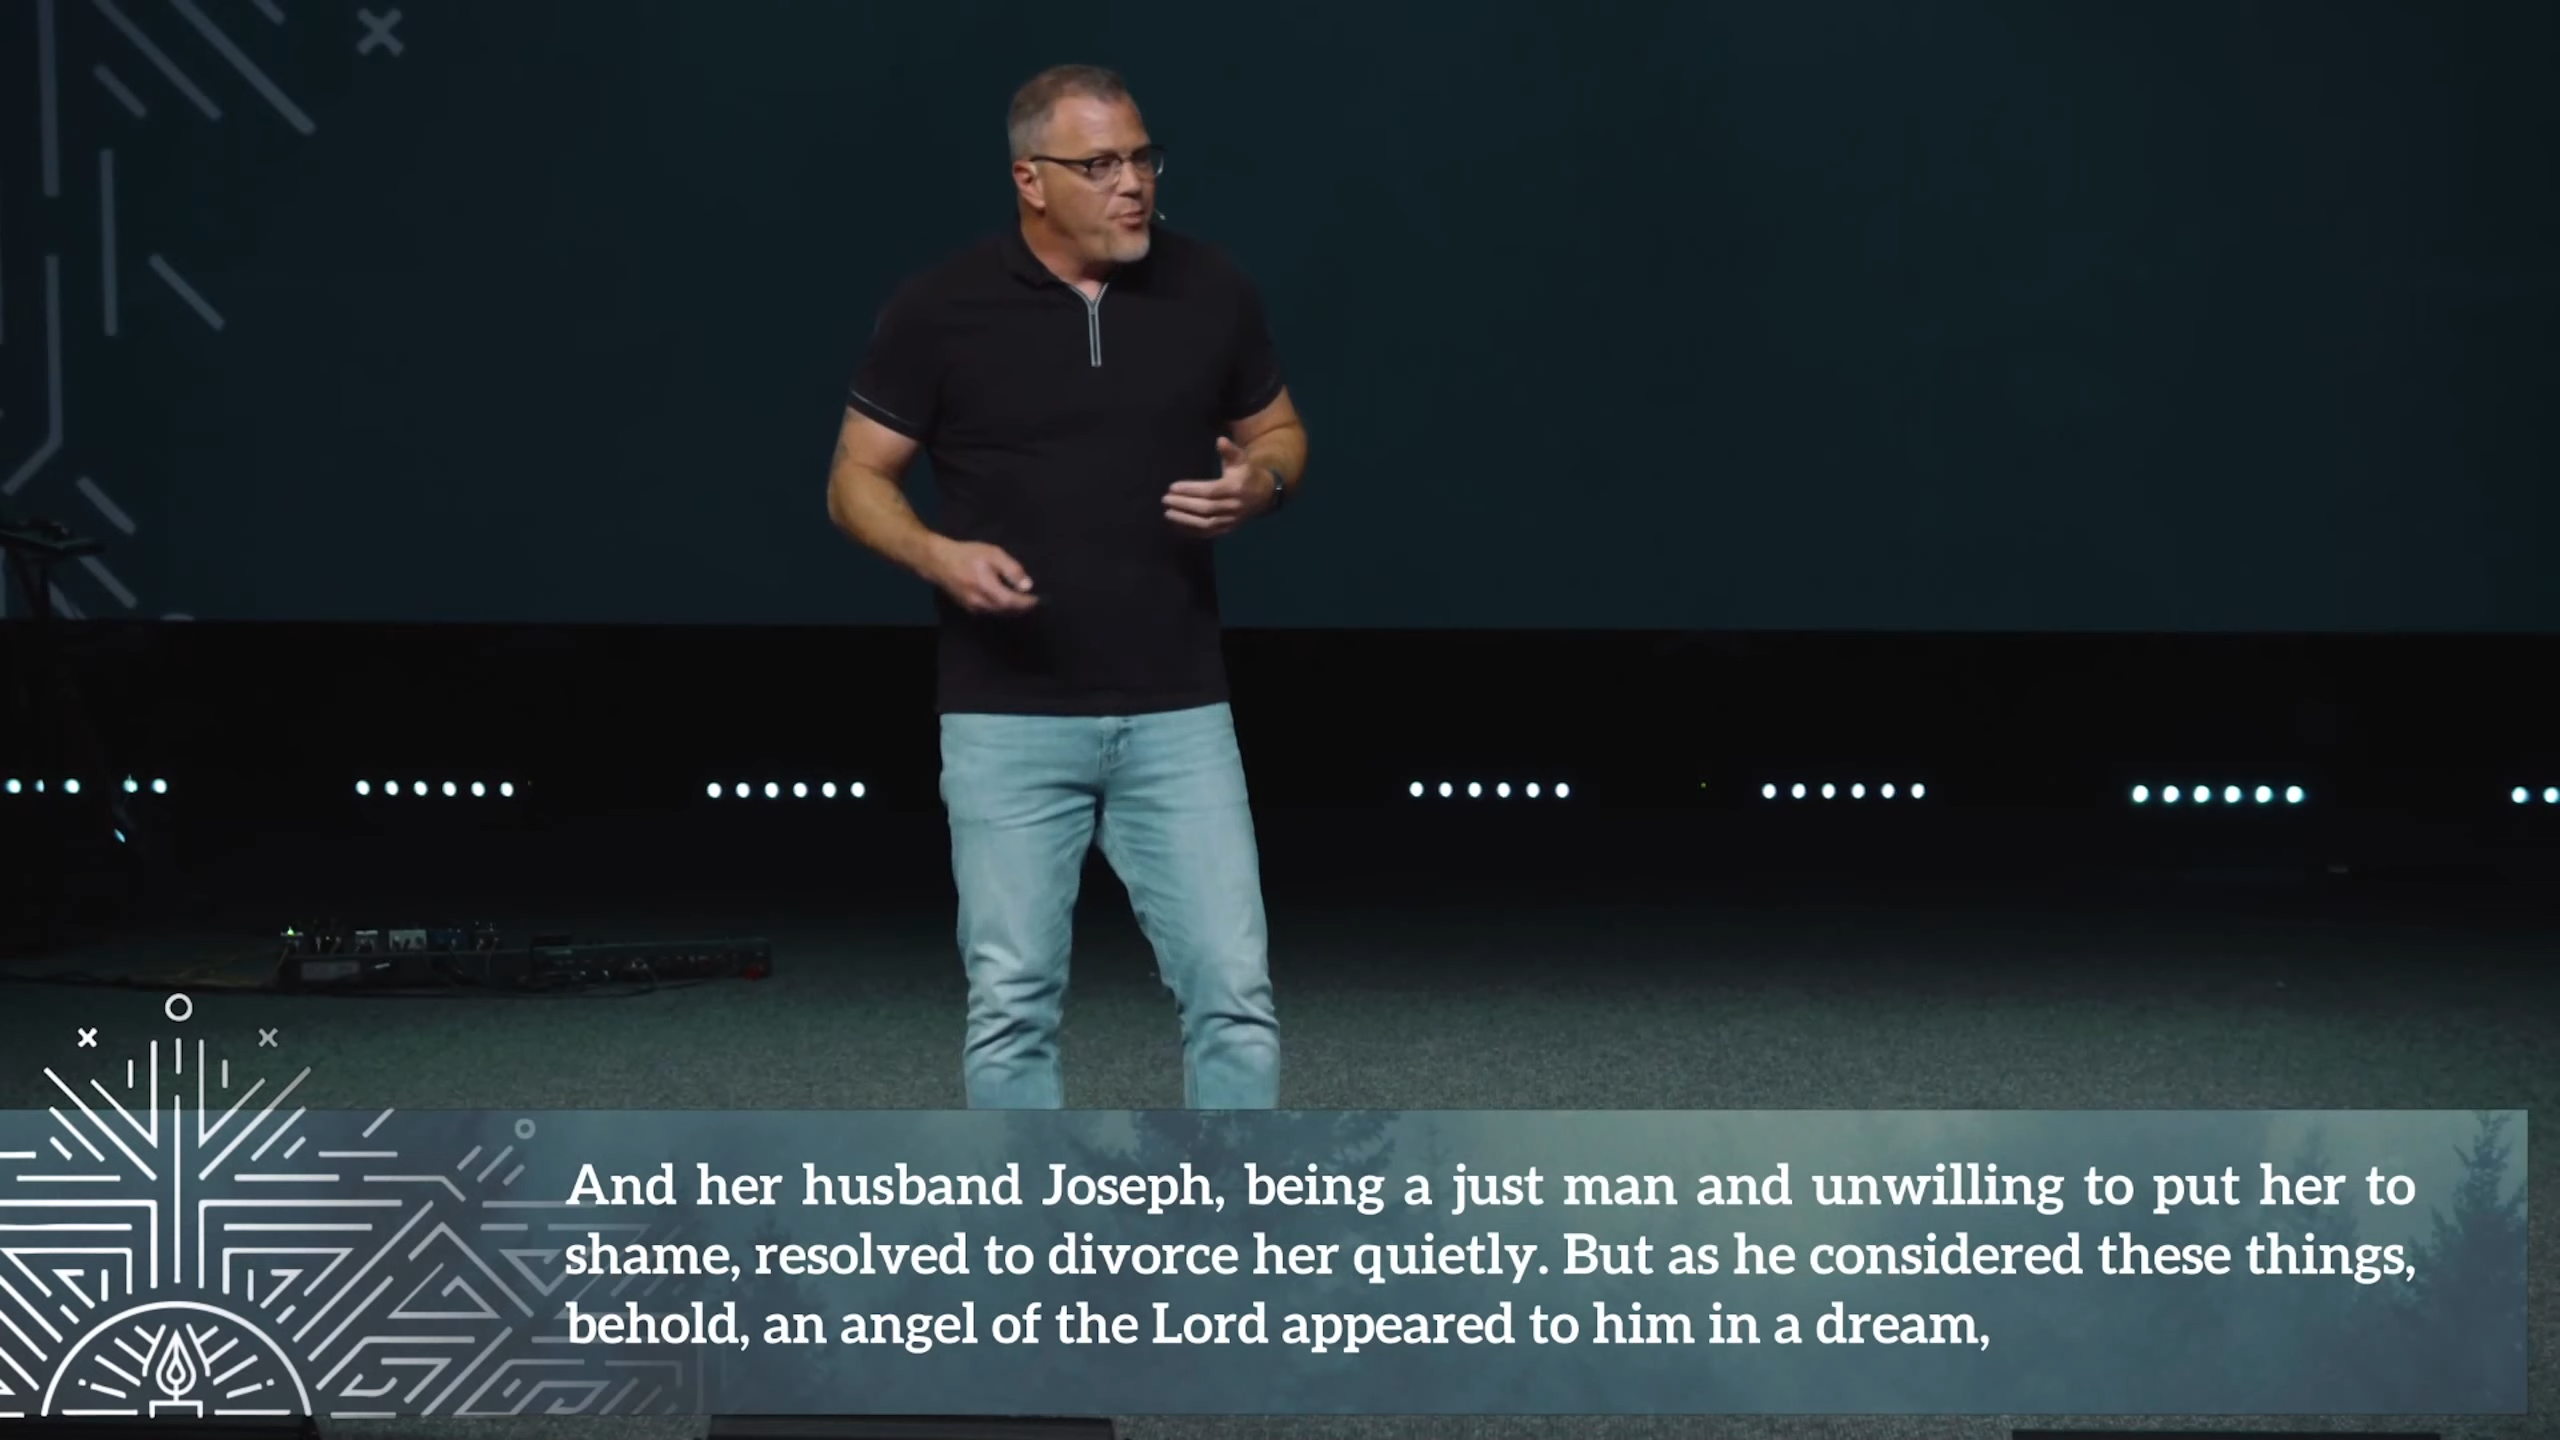 And her husband Joseph, being a just man and unwilling to put her to
shame, resolved to divorce her quietly. But as he considered these things,
behold, an angel of the Lord appeared to him in a dream,